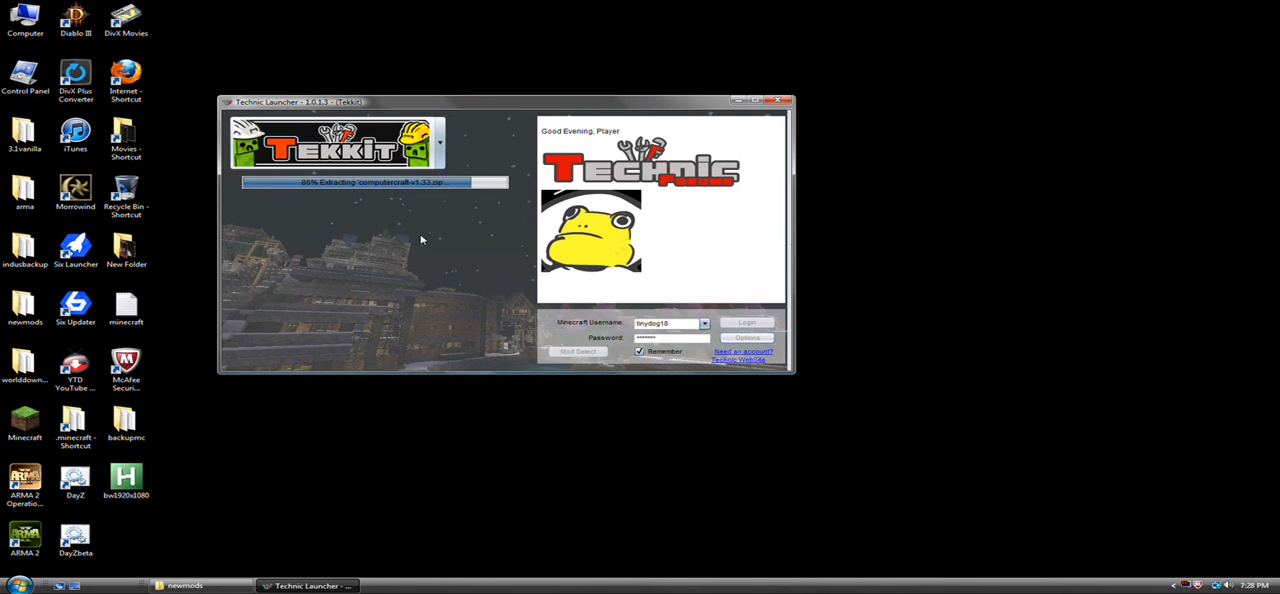 Computer
Diablo III
DivX Movies
Control Panel
DivX Plus
Converter
Internet -
Shortcut
3.1vanilla
iTunes
Movies -
Shortcut
arma
Morrowind
Recycle Bin -
Shortcut
indusbackup
Six Launcher
New Folder
newmods
Six Updater
minecraft
worlddown...
YTD
YouTube ...
McAfee
Securi...
Minecraft
.minecraft -
Shortcut
backupmc
ARMA 2
Operatio...
DayZ
H
bw1920x1080
ARMA 2
DayZbeta
Technic Launcher - 1.0.1.3 - (Tekkit)
TEKKIT
85% Extracting 'computercraft-v1.33.zip'...
Good Evening, Player
TECHNIC
FORUMS
Minecraft Username:
tinydog18
Login
Password:
*******
Options
Mod Select
Remember
Need an account?
Technic WebSite
newmods
Technic Launcher - ...
7:28 PM